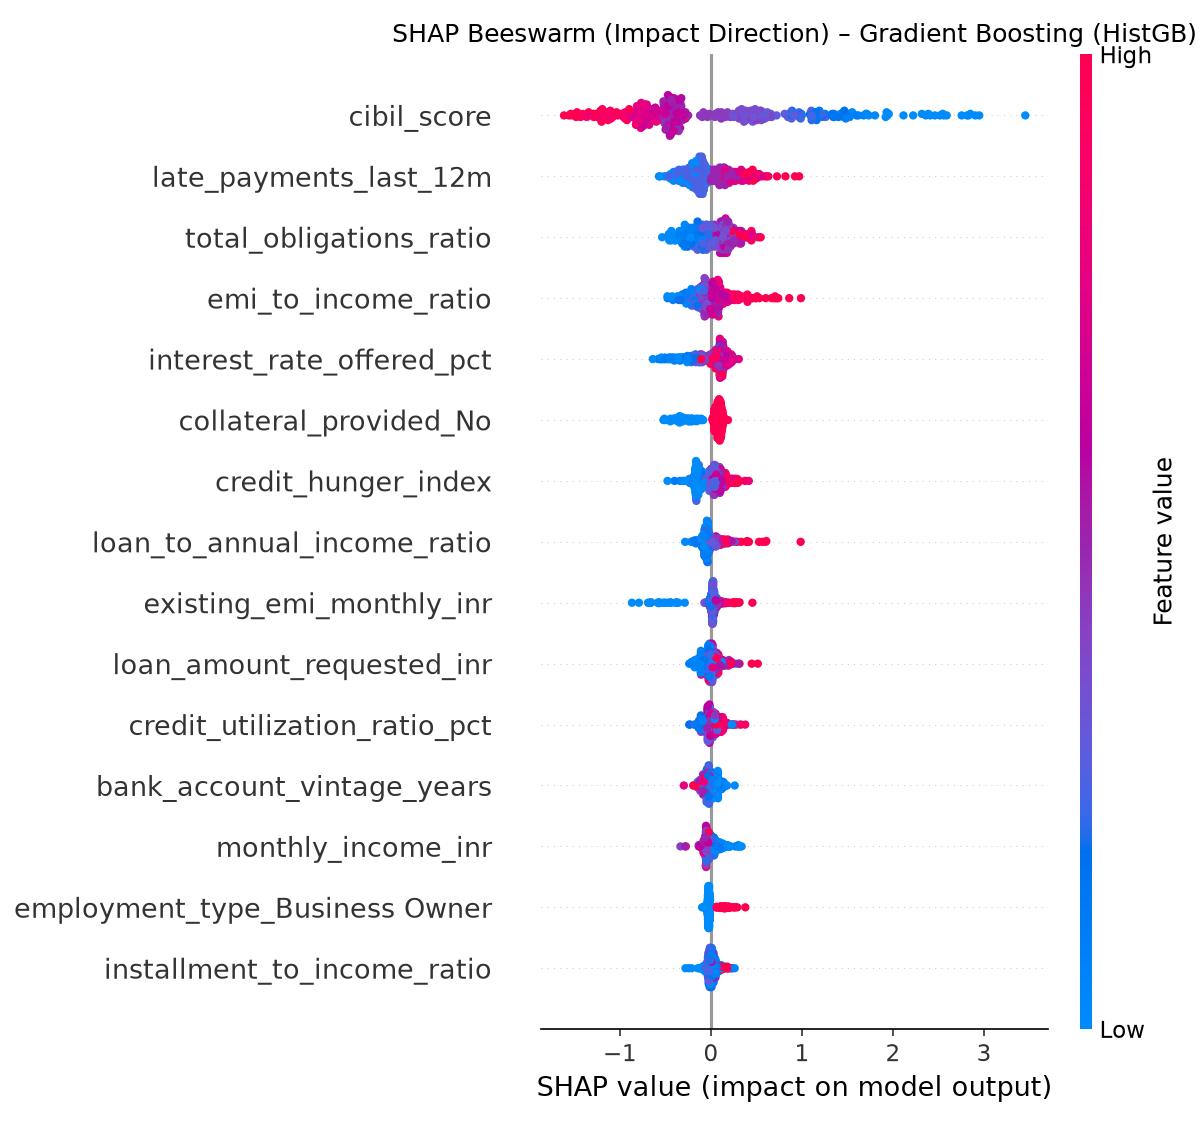 SHAP Beeswarm (Impact Direction) – Gradient Boosting (HistGB)
High
cibil_score
late_payments_last_12m
total_obligations_ratio
emi_to_income_ratio
interest_rate_offered_pct
collateral_provided_No
credit_hunger_index
loan_to_annual_income_ratio
existing_emi_monthly_inr
loan_amount_requested_inr
credit_utilization_ratio_pct
bank_account_vintage_years
monthly_income_inr
employment_type_Business Owner
installment_to_income_ratio
Feature value
Low
−1 0 1 2 3
SHAP value (impact on model output)